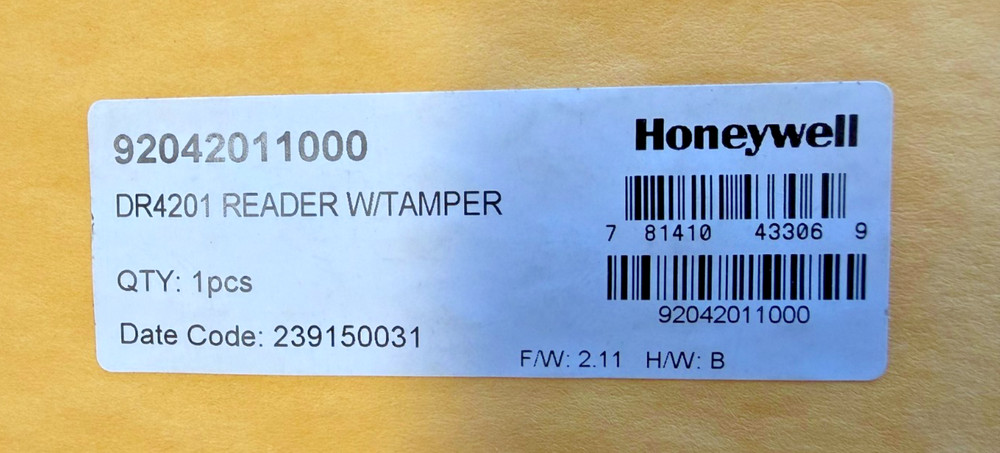 92042011000
Honeywell
DR4201 READER W/TAMPER
7 81410 43306 9
QTY: 1pcs
92042011000
Date Code: 239150031
F/W: 2.11 H/W: B